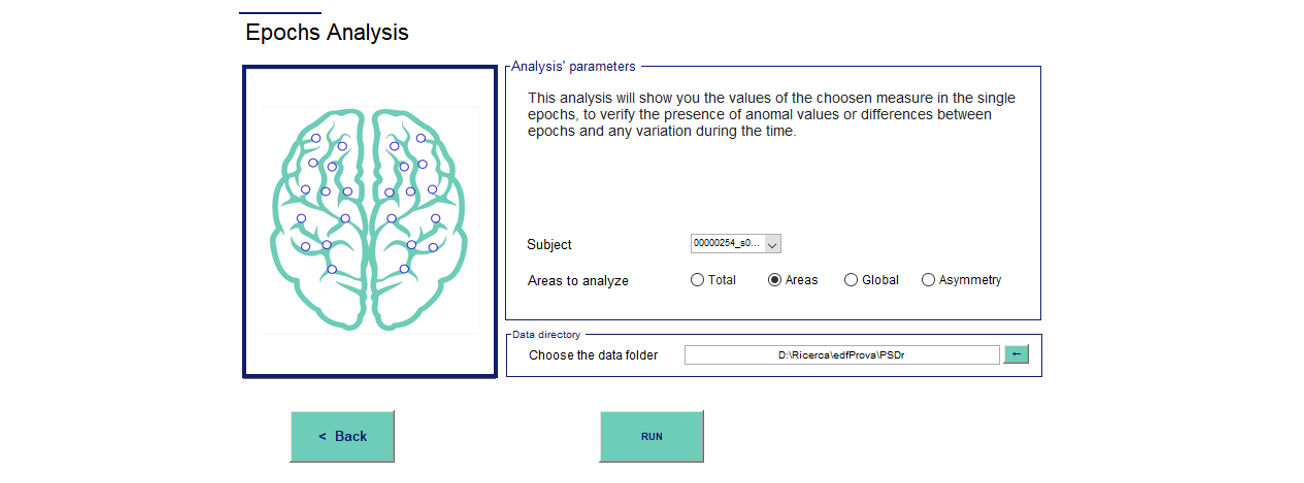 Epochs Analysis
Analysis' parameters
This analysis will show you the values of the choosen measure in the single
epochs, to verify the presence of anomal values or differences between
epochs and any variation during the time.
Subject 00000254_s0...
Areas to analyze Total Areas Global Asymmetry
Data directory
Choose the data folder D:\Ricerca\edfProva\PSDr ←
< Back RUN